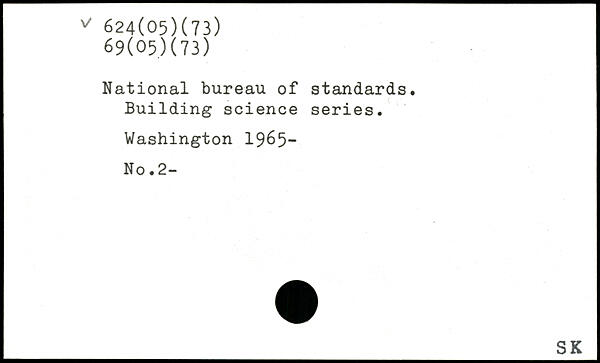 ✓ 624(05)(73)
69(05)(73)
National bureau of standards.
Building science series.
Washington 1965-
No.2-
SK